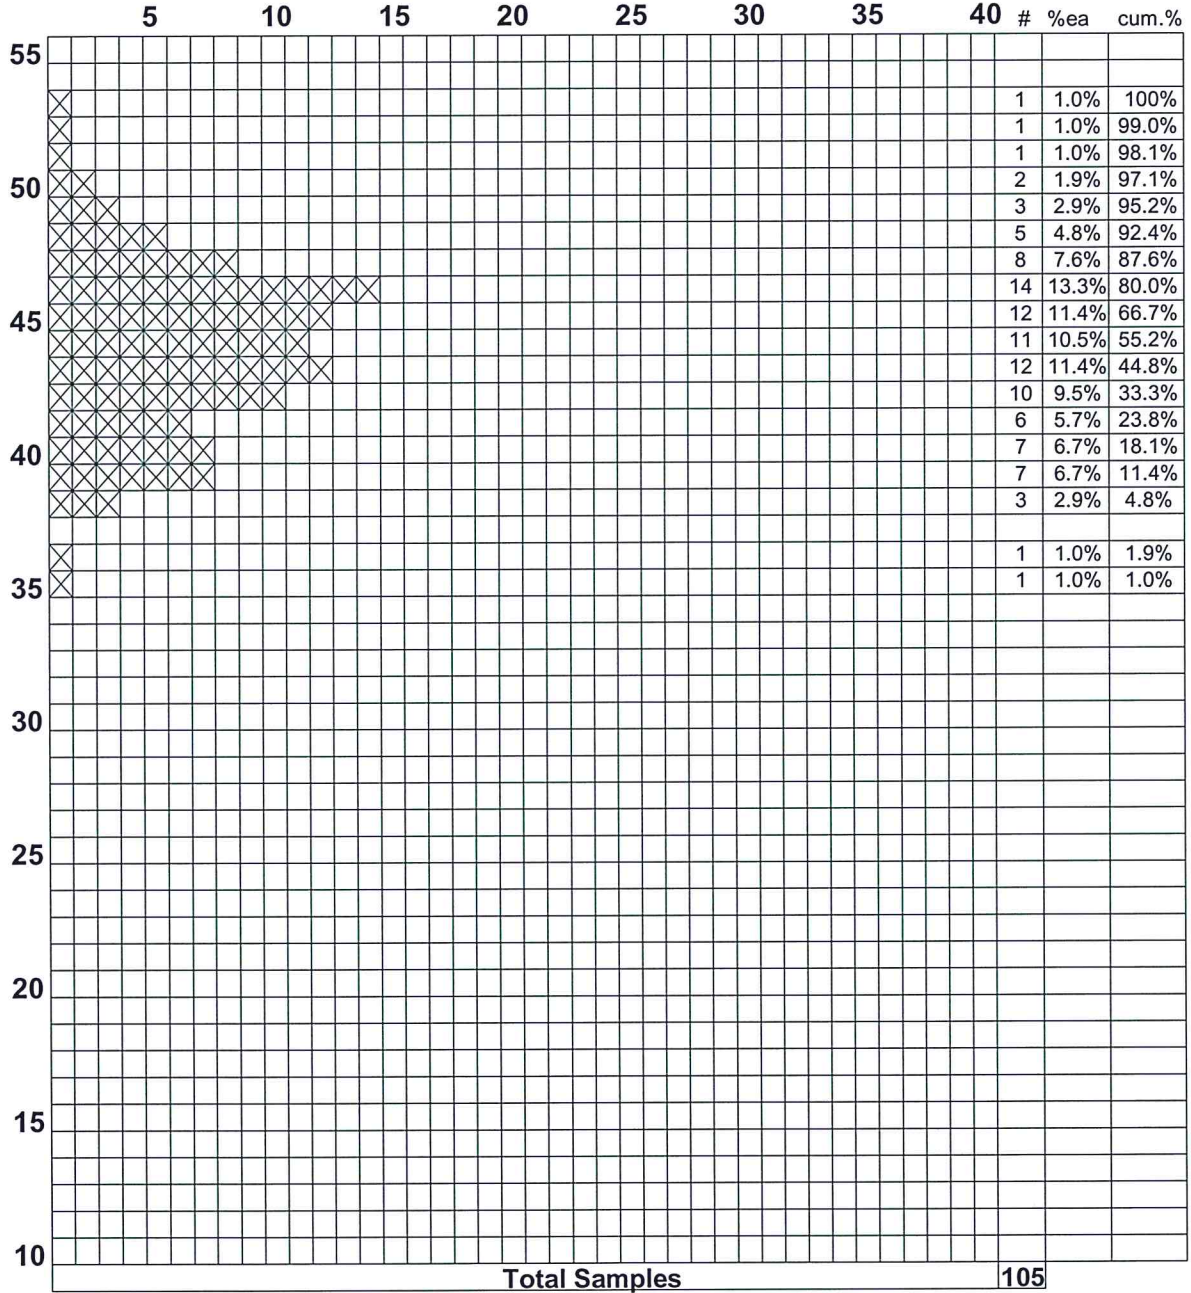 5 10 15 20 25 30 35 40 # %ea cum.%
55
1 1.0% 100%
1 1.0% 99.0%
1 1.0% 98.1%
50 2 1.9% 97.1%
3 2.9% 95.2%
5 4.8% 92.4%
8 7.6% 87.6%
14 13.3% 80.0%
45 12 11.4% 66.7%
11 10.5% 55.2%
12 11.4% 44.8%
10 9.5% 33.3%
6 5.7% 23.8%
40 7 6.7% 18.1%
7 6.7% 11.4%
3 2.9% 4.8%
1 1.0% 1.9%
35 1 1.0% 1.0%
30
25
20
15
10
Total Samples 105